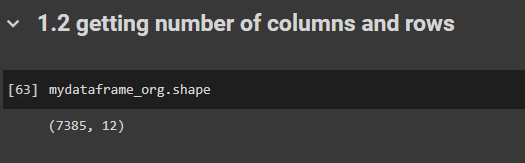 1.2 getting number of columns and rows
[63] mydataframe_org.shape
(7385, 12)